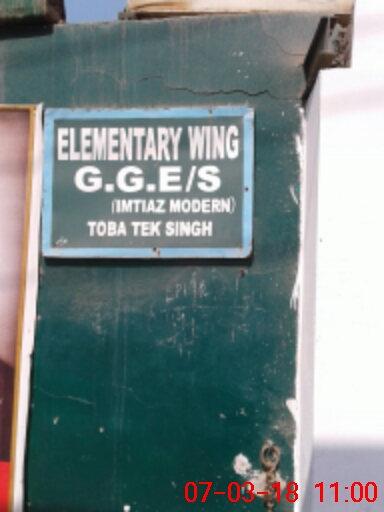 ELEMENTARY WING
G.G.E/S
(IMTIAZ MODERN)
TOBA TEK SINGH
07-03-18 11:00